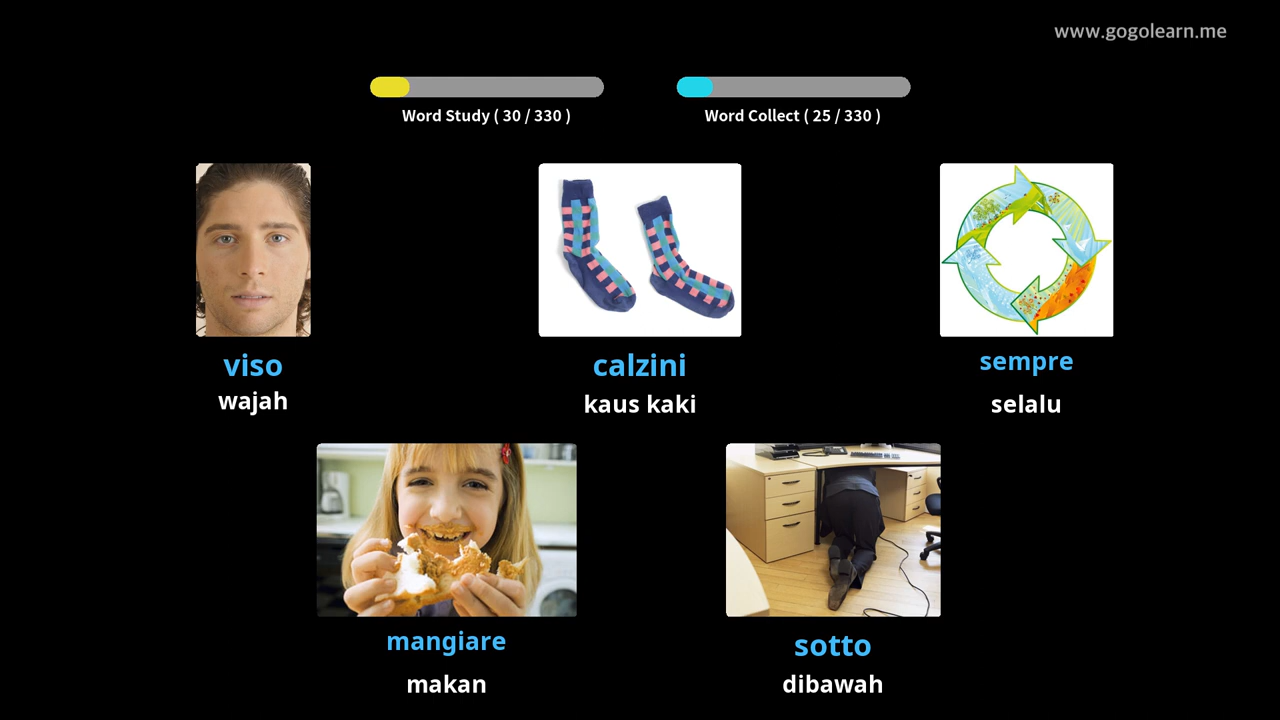 www.gogolearn.me
Word Study ( 30 / 330 )
Word Collect ( 25 / 330 )
viso
wajah
calzini
kaus kaki
sempre
selalu
mangiare
makan
sotto
dibawah